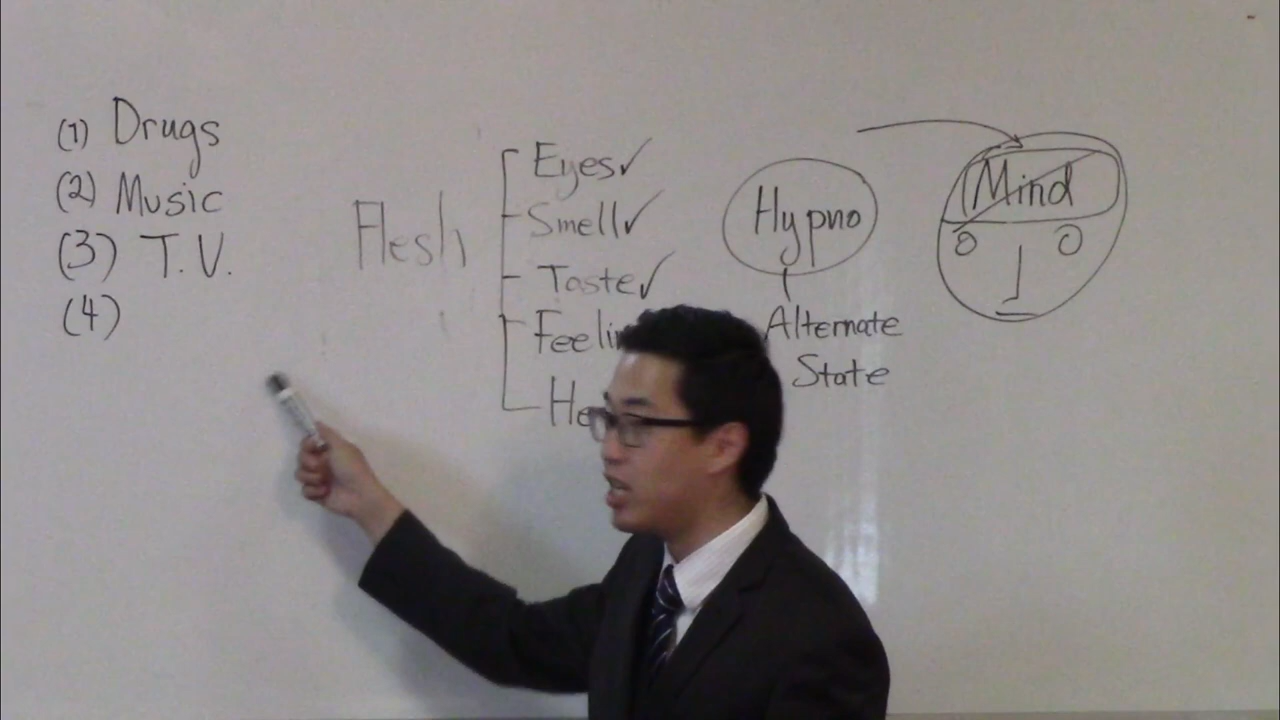 (1) Drugs
(2) Music
(3) T.V.
(4)
Flesh
Eyes✓
Smell✓
Taste✓
Hypno
Alternate
State
Mind